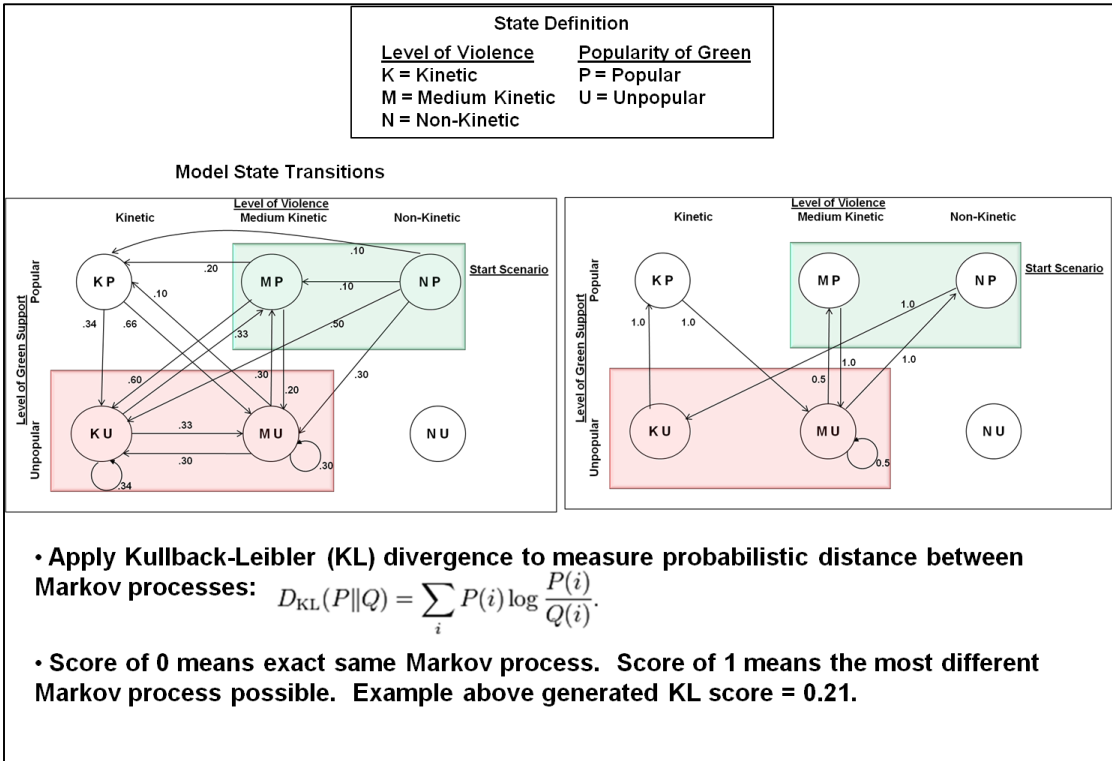 State Definition
Level of Violence Popularity of Green
K = Kinetic P = Popular
M = Medium Kinetic U = Unpopular
N = Non-Kinetic
Model State Transitions
Level of Violence
Kinetic Medium Kinetic Non-Kinetic
Level of Green Support
Popular
Unpopular
Start Scenario
K P M P N P
K U M U N U
.10
.20
.10
.10
.34 .66
.33
.50
.60
.30
.20
.30
.33
.30
.34
.30
Level of Violence
Kinetic Medium Kinetic Non-Kinetic
Level of Green Support
Popular
Unpopular
Start Scenario
K P M P N P
K U M U N U
1.0
1.0 1.0
1.0 1.0
0.5
0.5
• Apply Kullback-Leibler (KL) divergence to measure probabilistic distance between
Markov processes: D_KL(P‖Q) = ∑_i P(i) log P(i)/Q(i).
• Score of 0 means exact same Markov process. Score of 1 means the most different
Markov process possible. Example above generated KL score = 0.21.